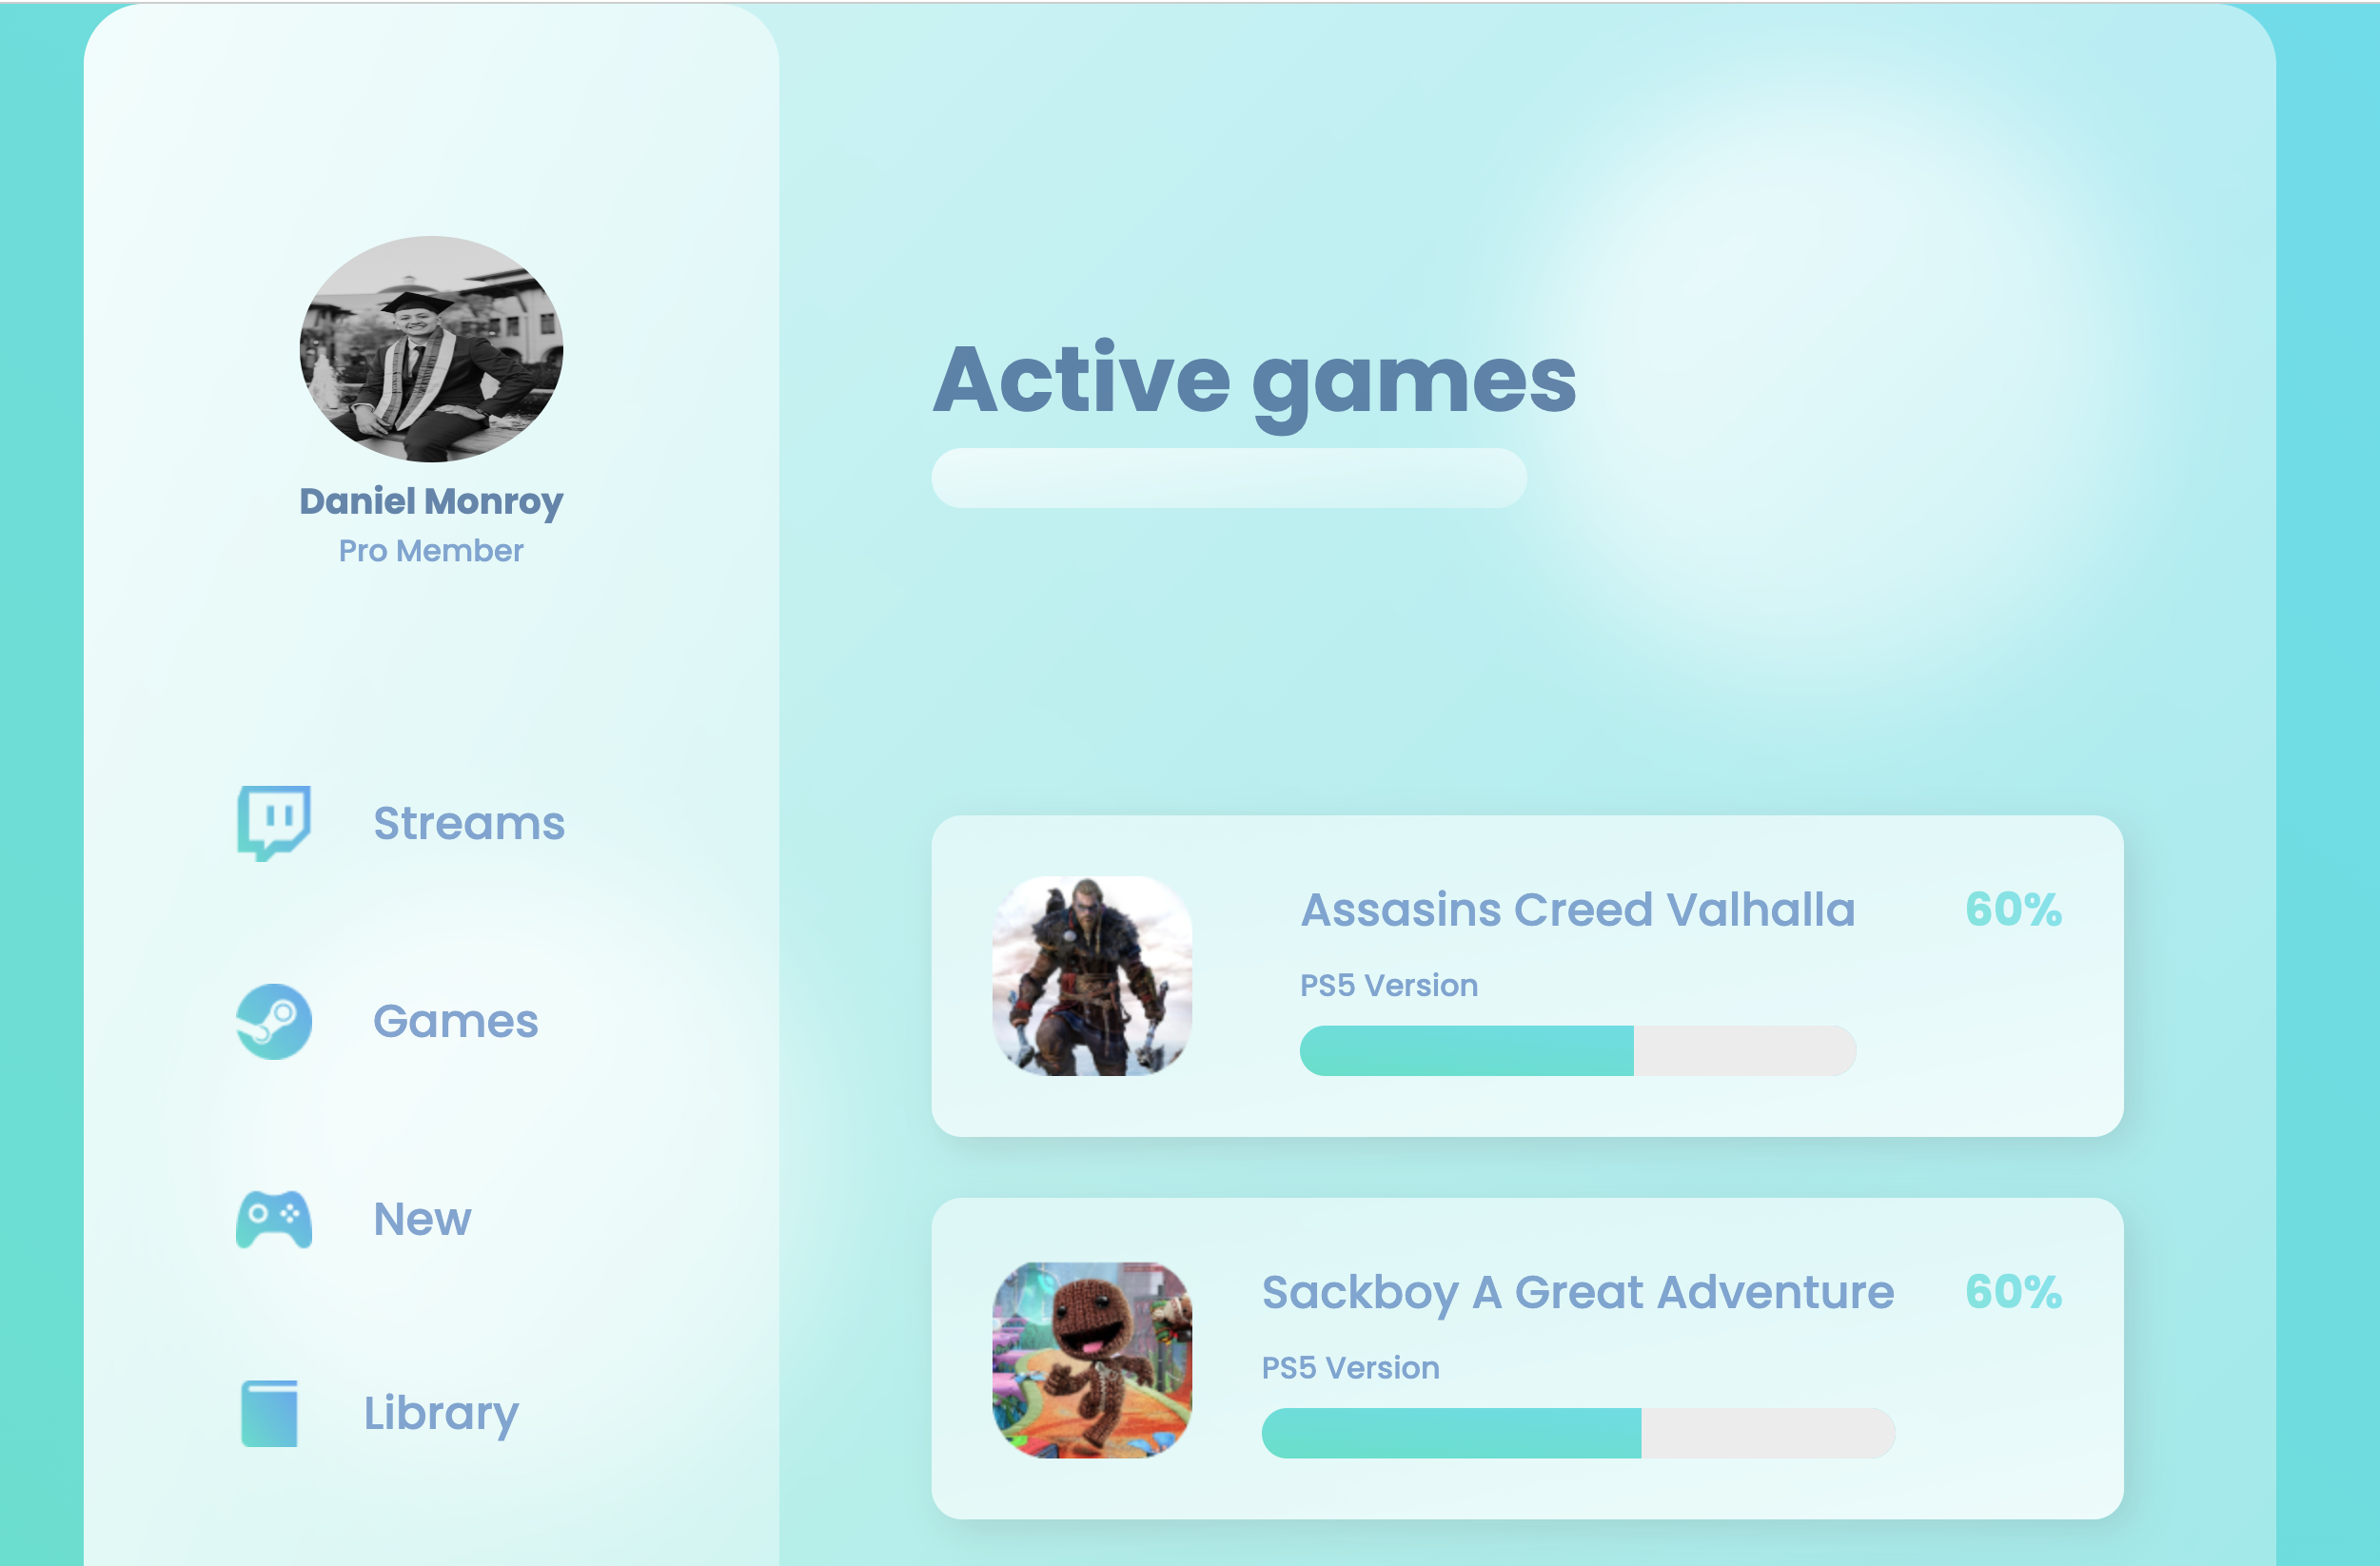 Daniel Monroy
Pro Member
Streams
Games
New
Library
Active games
Assasins Creed Valhalla
60%
PS5 Version
Sackboy A Great Adventure
60%
PS5 Version